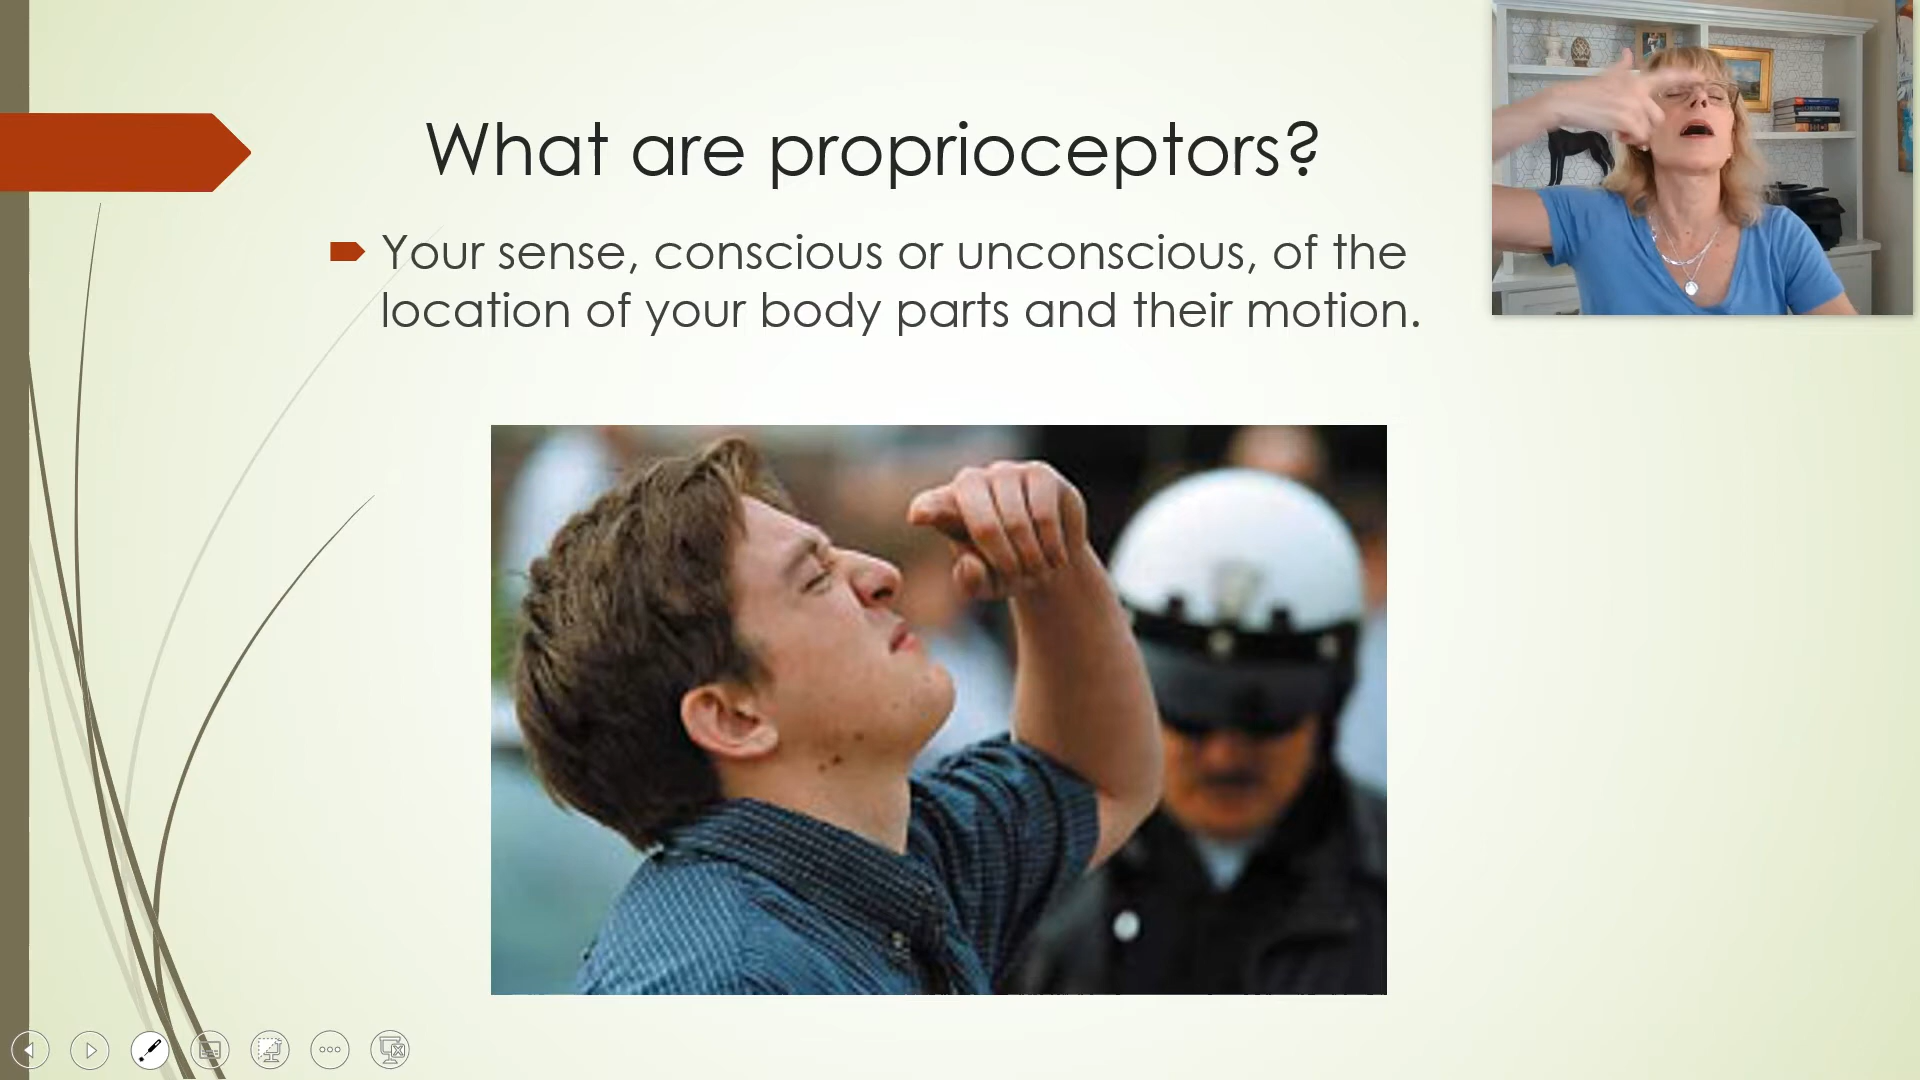 What are proprioceptors?
Your sense, conscious or unconscious, of the
location of your body parts and their motion.